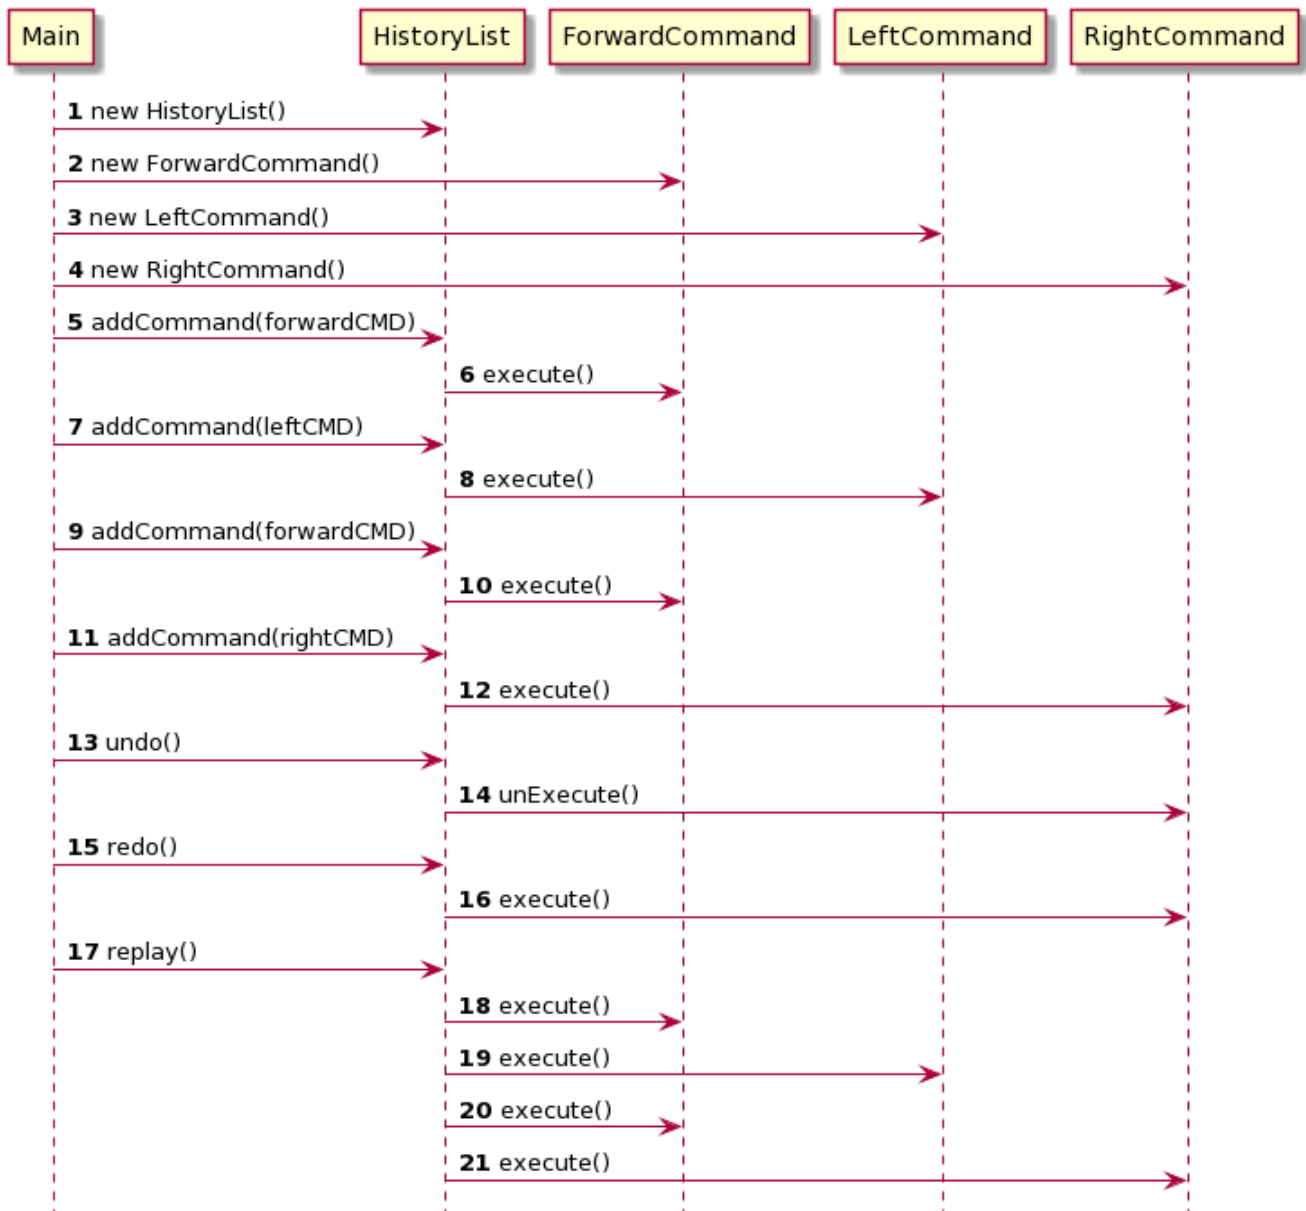 Main HistoryList ForwardCommand LeftCommand RightCommand
1 new HistoryList()
2 new ForwardCommand()
3 new LeftCommand()
4 new RightCommand()
5 addCommand(forwardCMD)
6 execute()
7 addCommand(leftCMD)
8 execute()
9 addCommand(forwardCMD)
10 execute()
11 addCommand(rightCMD)
12 execute()
13 undo()
14 unExecute()
15 redo()
16 execute()
17 replay()
18 execute()
19 execute()
20 execute()
21 execute()